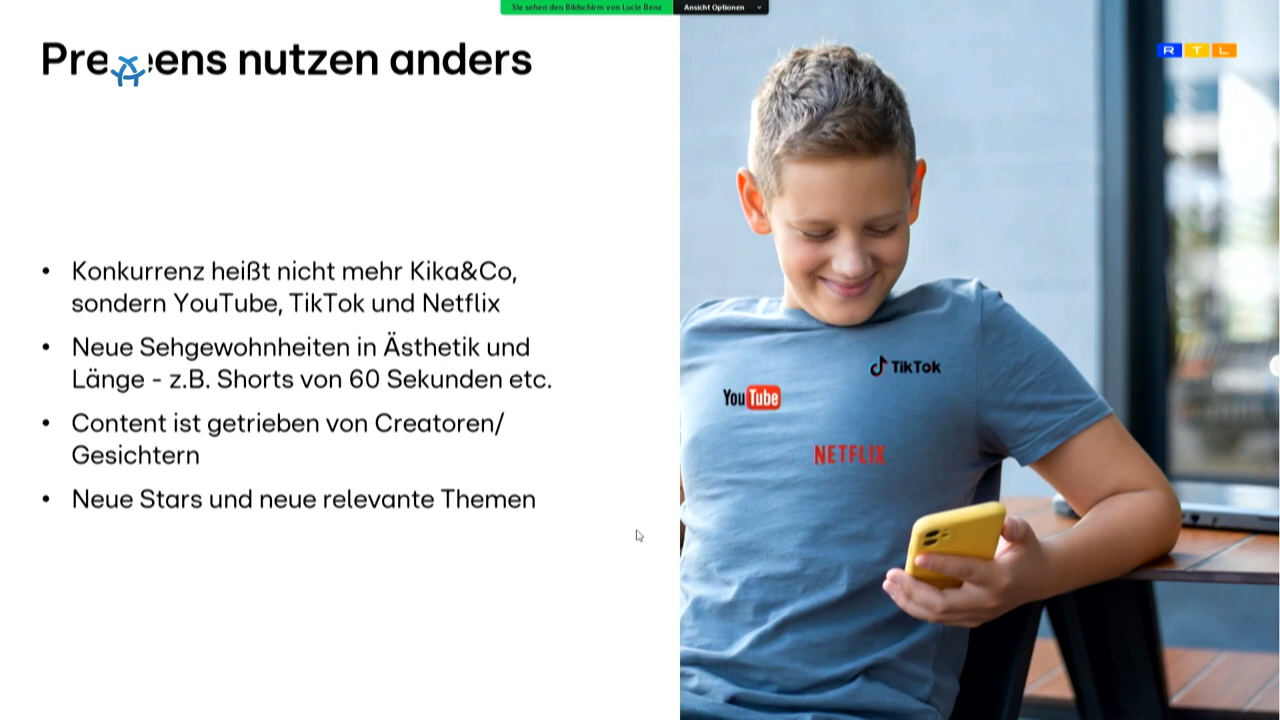 Sie sehen den Bildschirm von Lucie Benz Ansicht Optionen
nutzen anders
RTL
Konkurrenz heißt nicht mehr Kika&Co,
sondern YouTube, TikTok und Netflix
Neue Sehgewohnheiten in Ästhetik und
Länge - z.B. Shorts von 60 Sekunden etc.
Content ist getrieben von Creatoren/
Gesichtern
Neue Stars und neue relevante Themen
TikTok
YouTube
NETFLIX